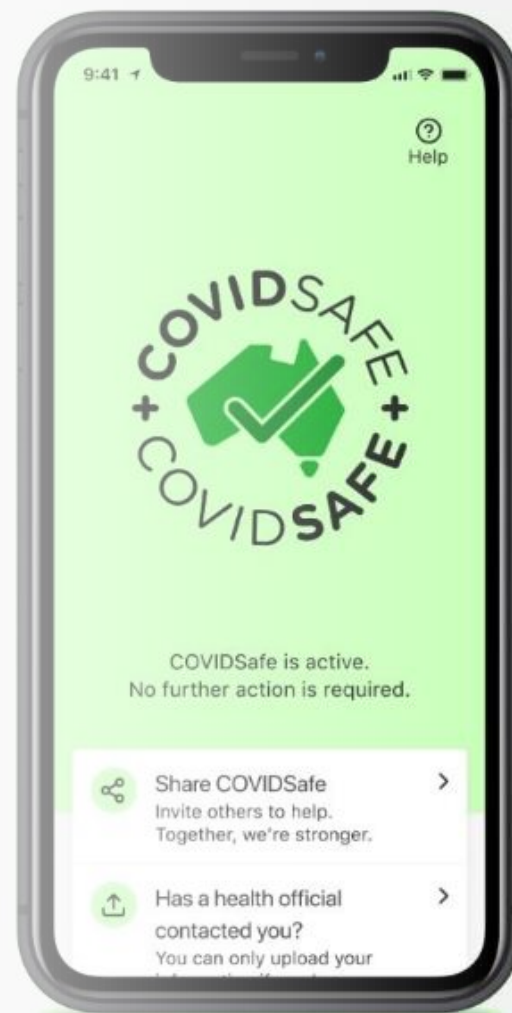 9:41
Help
COVIDSAFE
COVIDSAFE
COVIDSafe is active.
No further action is required.
Share COVIDSafe
Invite others to help.
Together, we're stronger.
Has a health official
contacted you?
You can only upload your